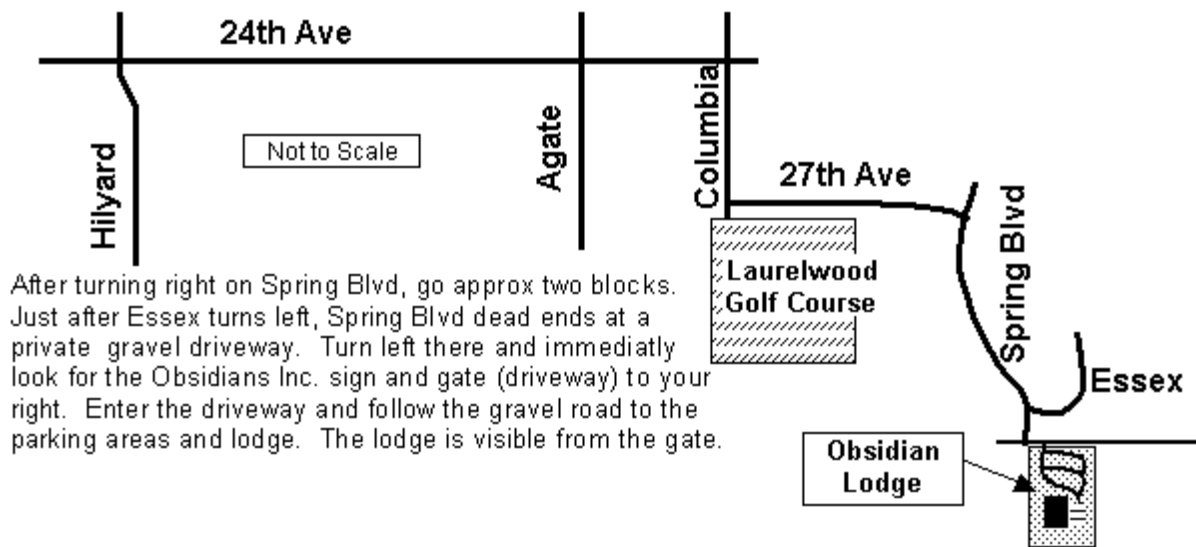 24th Ave
Hilyard
Not to Scale
Agate
Columbia
27th Ave
Spring Blvd
Laurelwood
Golf Course
Essex
After turning right on Spring Blvd, go approx two blocks.
Just after Essex turns left, Spring Blvd dead ends at a
private gravel driveway. Turn left there and immediatly
look for the Obsidians Inc. sign and gate (driveway) to your
right. Enter the driveway and follow the gravel road to the
parking areas and lodge. The lodge is visible from the gate.
Obsidian
Lodge